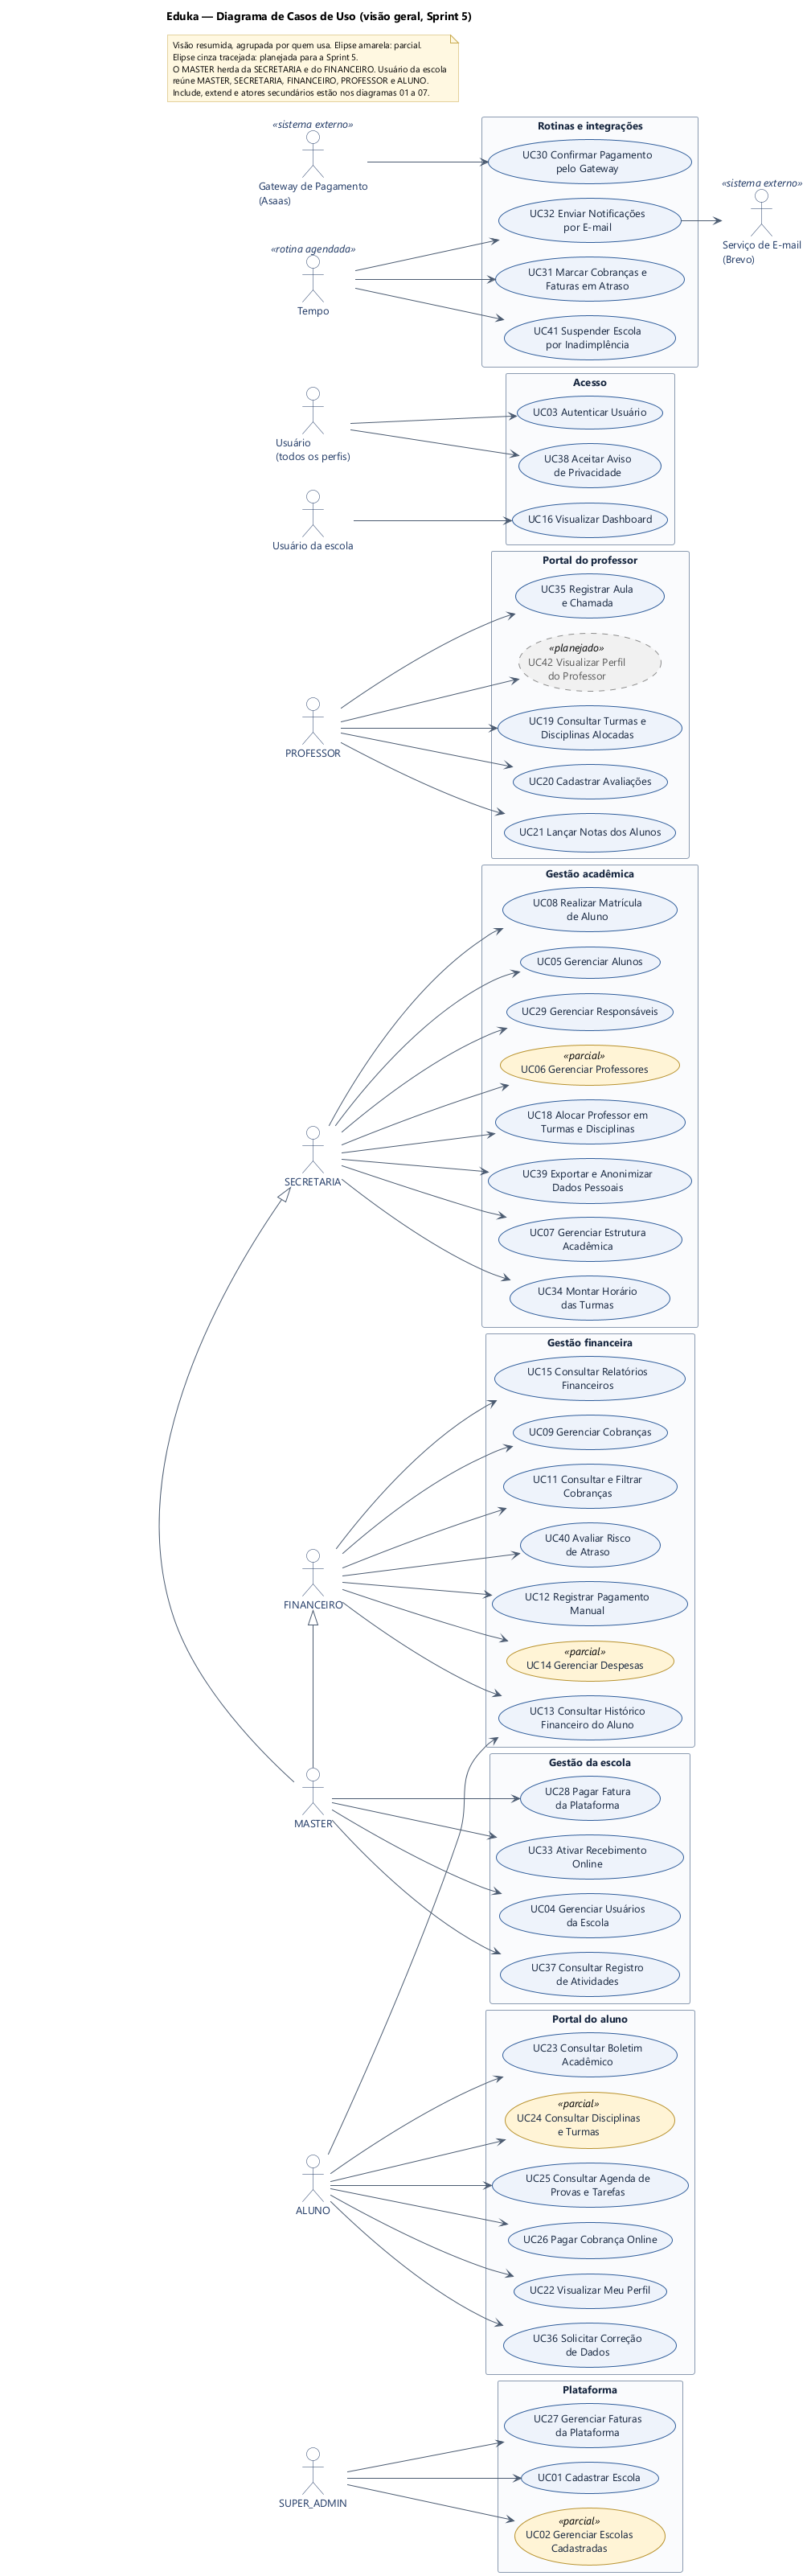 Eduka — Diagrama de Casos de Uso (visão geral, Sprint 5)
Visão resumida, agrupada por quem usa. Elipse amarela: parcial.
Elipse cinza tracejada: planejada para a Sprint 5.
O MASTER herda da SECRETARIA e do FINANCEIRO. Usuário da escola
reúne MASTER, SECRETARIA, FINANCEIRO, PROFESSOR e ALUNO.
Include, extend e atores secundários estão nos diagramas 01 a 07.
Rotinas e integrações
«sistema externo»
Gateway de Pagamento
(Asaas)
UC30 Confirmar Pagamento
pelo Gateway
UC32 Enviar Notificações
por E-mail
«sistema externo»
Serviço de E-mail
(Brevo)
«rotina agendada»
Tempo
UC31 Marcar Cobranças e
Faturas em Atraso
UC41 Suspender Escola
por Inadimplência
Acesso
Usuário
(todos os perfis)
UC03 Autenticar Usuário
UC38 Aceitar Aviso
de Privacidade
Usuário da escola
UC16 Visualizar Dashboard
Portal do professor
UC35 Registrar Aula
e Chamada
«planejado»
UC42 Visualizar Perfil
do Professor
PROFESSOR
UC19 Consultar Turmas e
Disciplinas Alocadas
UC20 Cadastrar Avaliações
UC21 Lançar Notas dos Alunos
Gestão acadêmica
UC08 Realizar Matrícula
de Aluno
UC05 Gerenciar Alunos
UC29 Gerenciar Responsáveis
«parcial»
UC06 Gerenciar Professores
UC18 Alocar Professor em
Turmas e Disciplinas
SECRETARIA
UC39 Exportar e Anonimizar
Dados Pessoais
UC07 Gerenciar Estrutura
Acadêmica
UC34 Montar Horário
das Turmas
Gestão financeira
UC15 Consultar Relatórios
Financeiros
UC09 Gerenciar Cobranças
UC11 Consultar e Filtrar
Cobranças
UC40 Avaliar Risco
de Atraso
FINANCEIRO
UC12 Registrar Pagamento
Manual
«parcial»
UC14 Gerenciar Despesas
UC13 Consultar Histórico
Financeiro do Aluno
Gestão da escola
MASTER
UC28 Pagar Fatura
da Plataforma
UC33 Ativar Recebimento
Online
UC04 Gerenciar Usuários
da Escola
UC37 Consultar Registro
de Atividades
Portal do aluno
UC23 Consultar Boletim
Acadêmico
«parcial»
UC24 Consultar Disciplinas
e Turmas
ALUNO
UC25 Consultar Agenda de
Provas e Tarefas
UC26 Pagar Cobrança Online
UC22 Visualizar Meu Perfil
UC36 Solicitar Correção
de Dados
Plataforma
UC27 Gerenciar Faturas
da Plataforma
SUPER_ADMIN
UC01 Cadastrar Escola
«parcial»
UC02 Gerenciar Escolas
Cadastradas